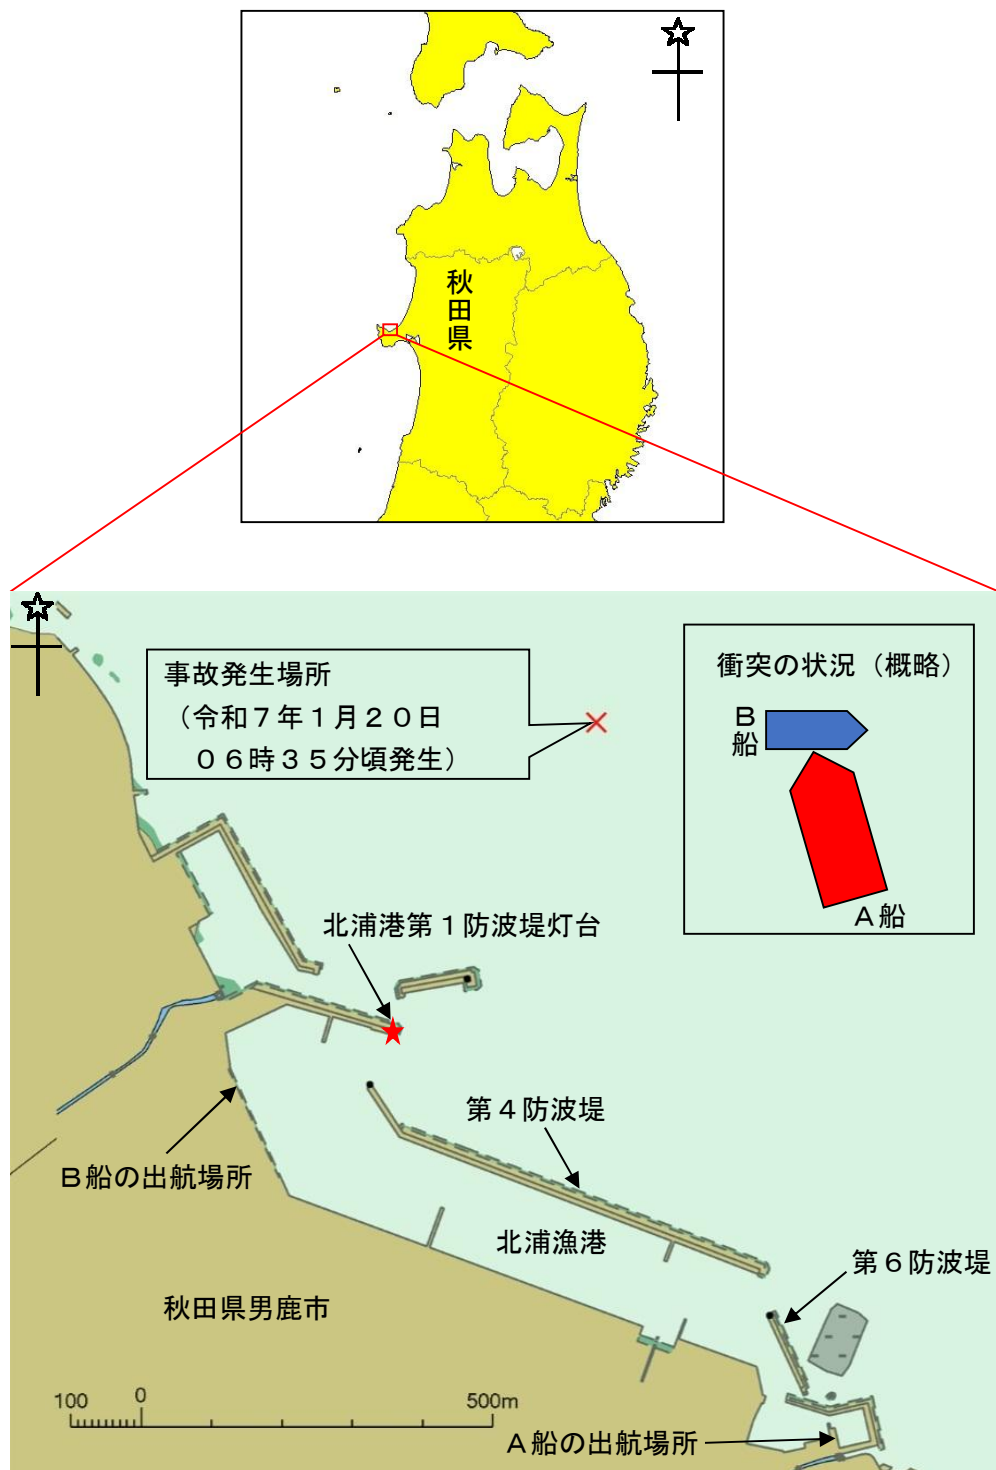 秋田県
事故発生場所
（令和７年１月２０日
０６時３５分頃発生）
衝突の状況（概略）
Ｂ船
Ａ船
北浦港第１防波堤灯台
第４防波堤
Ｂ船の出航場所
北浦漁港
第６防波堤
秋田県男鹿市
100 0 500m
Ａ船の出航場所